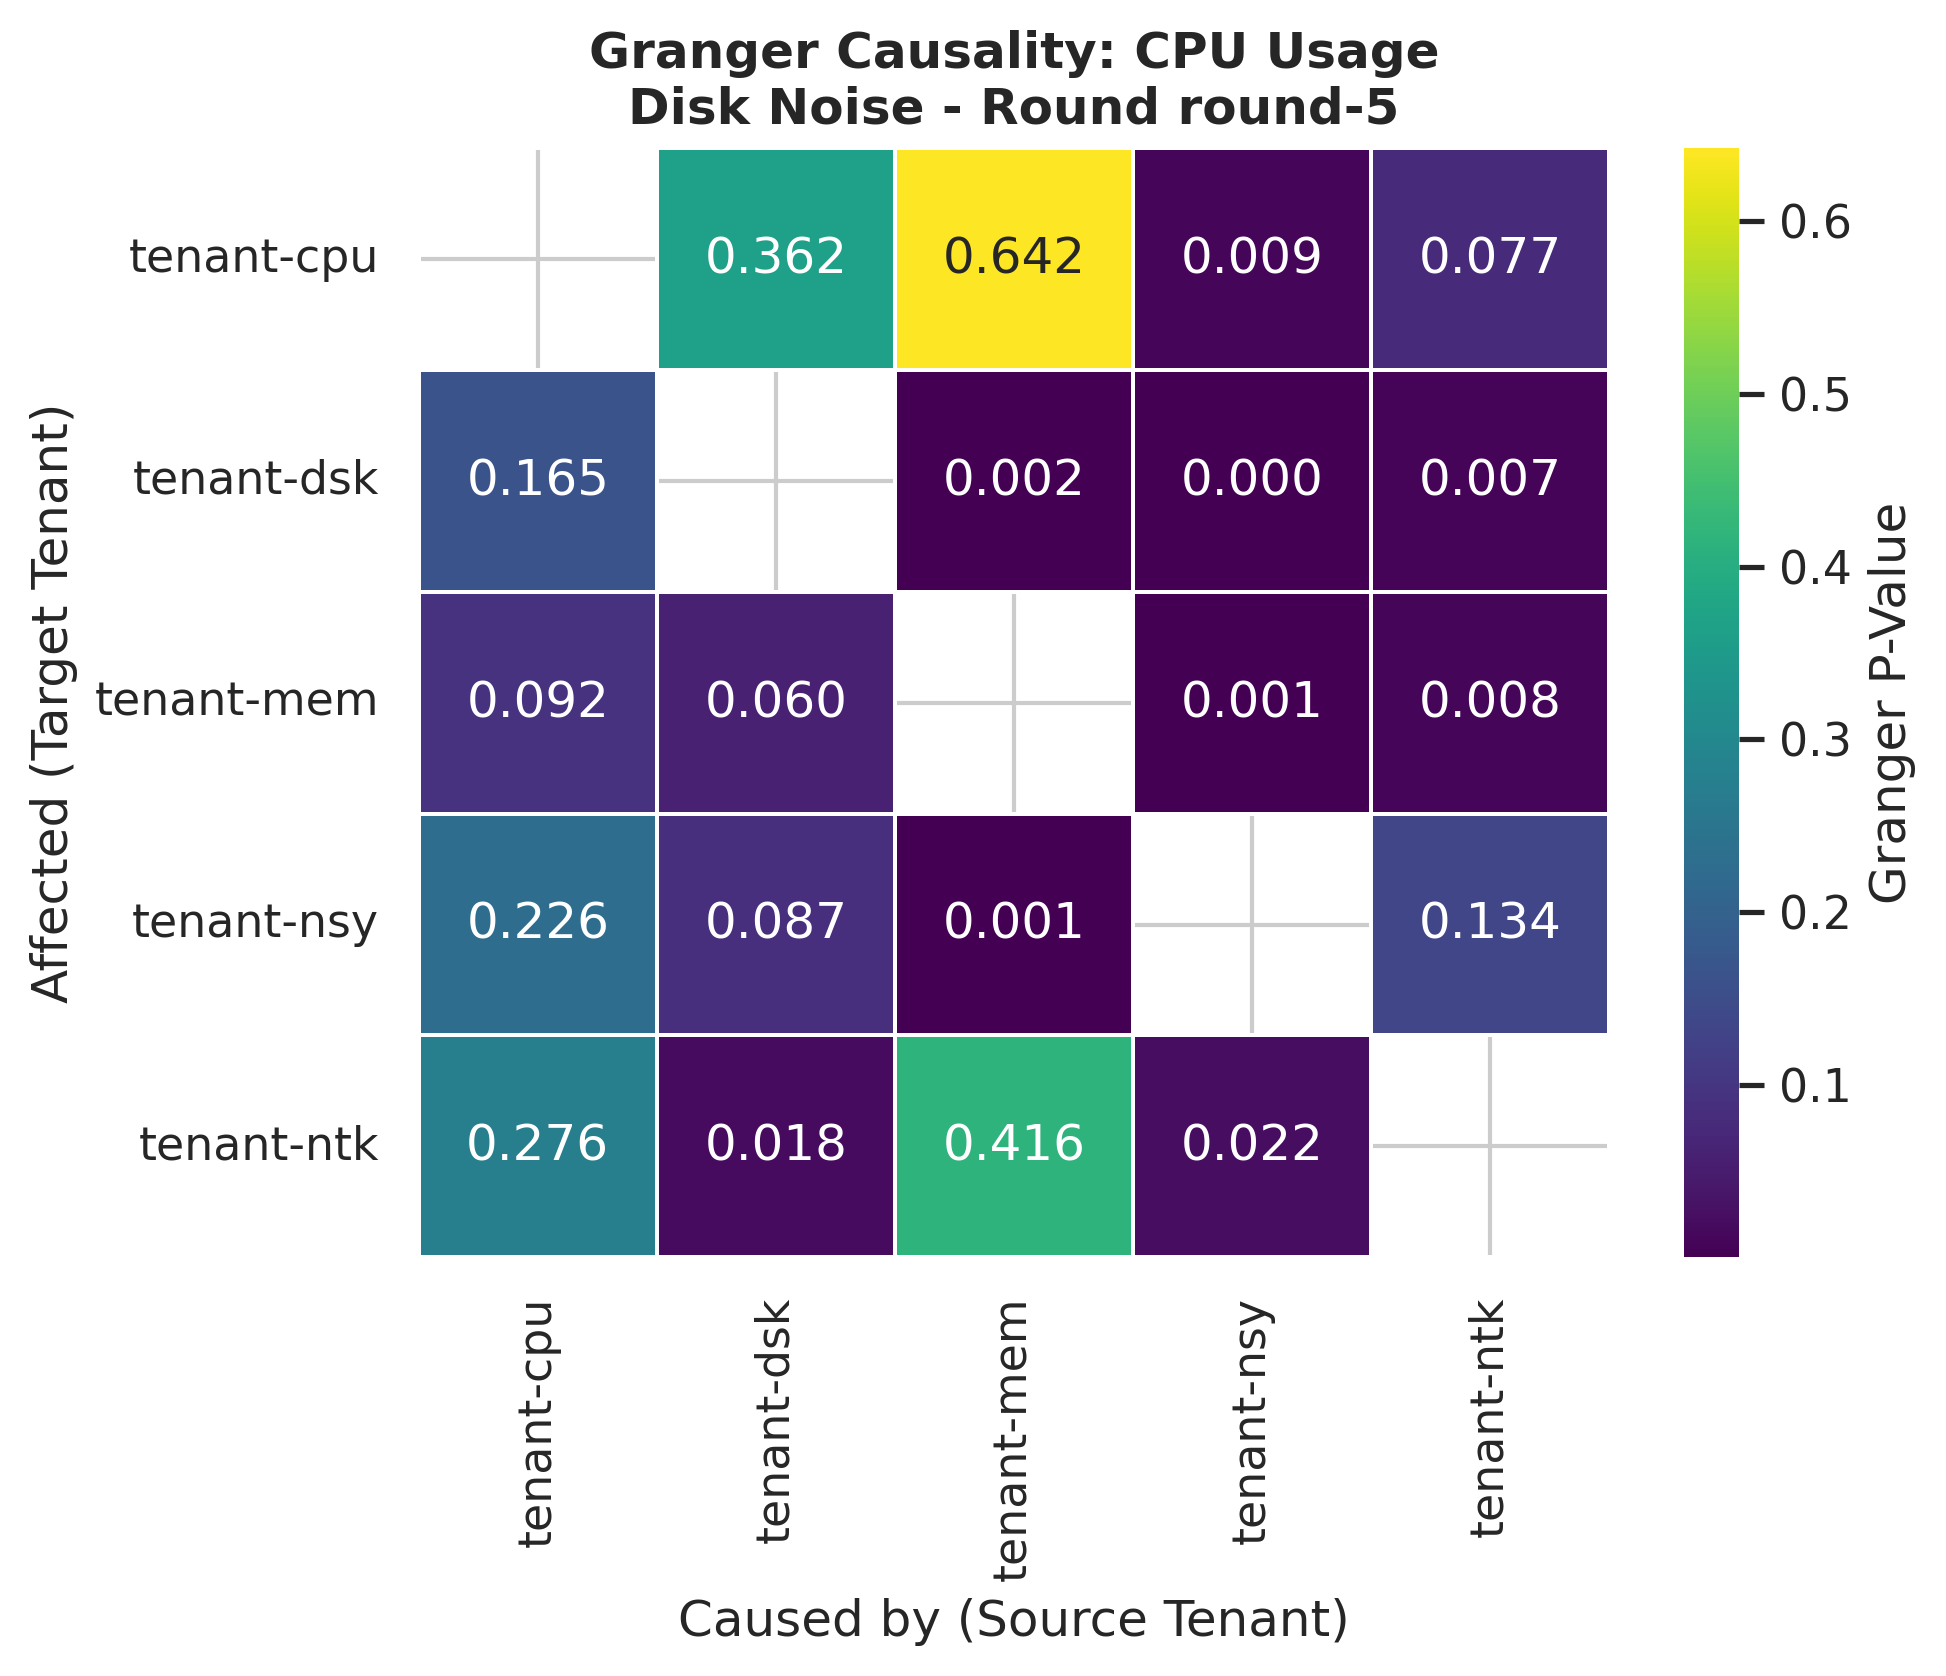 Granger Causality: CPU Usage
Disk Noise - Round round-5
Affected (Target Tenant)
tenant-cpu
0.362
0.642
0.009
0.077
tenant-dsk
0.165
0.002
0.000
0.007
tenant-mem
0.092
0.060
0.001
0.008
tenant-nsy
0.226
0.087
0.001
0.134
tenant-ntk
0.276
0.018
0.416
0.022
tenant-cpu
tenant-dsk
tenant-mem
tenant-nsy
tenant-ntk
Caused by (Source Tenant)
0.6
0.5
0.4
0.3
0.2
0.1
Granger P-Value